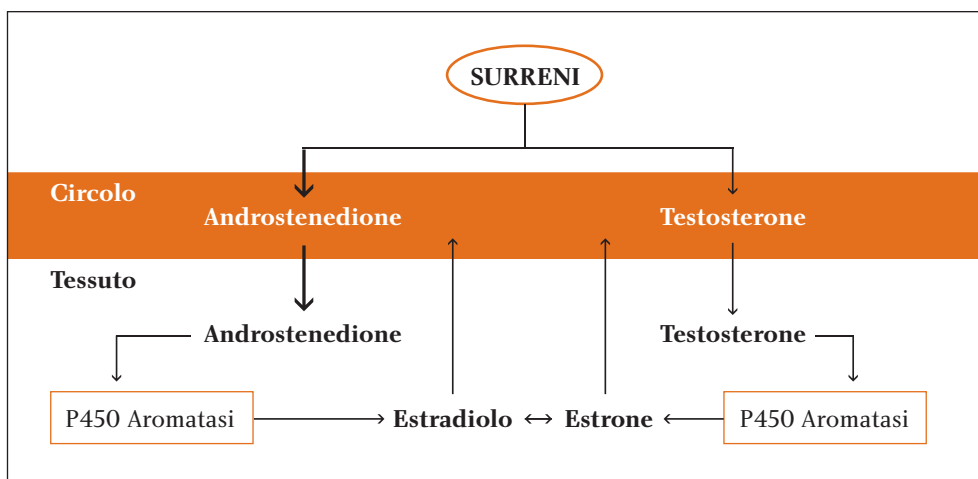 SURRENI
Circolo
Androstenedione Testosterone
Tessuto
Androstenedione Testosterone
P450 Aromatasi Estradiolo Estrone P450 Aromatasi